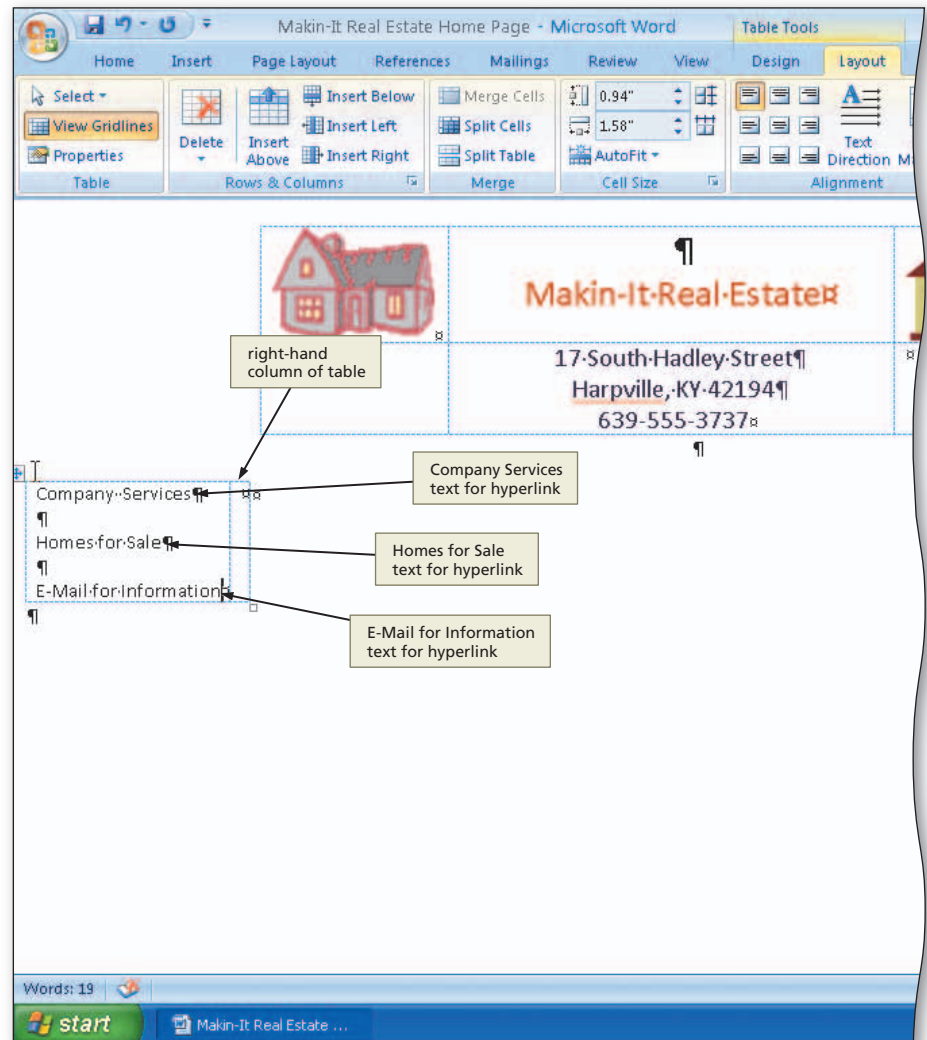 Makin-It Real Estate Home Page - Microsoft Word
Table Tools
Home Insert Page Layout References Mailings Review View Design Layout
Select
View Gridlines
Properties
Table
Delete
Insert
Above
Insert Below
Insert Left
Insert Right
Rows & Columns
Merge Cells
Split Cells
Split Table
Merge
0.94"
1.58"
AutoFit
Cell Size
A
Text
Direction
Alignment
¶
Makin-It·Real·Estate¤
¤
17·South·Hadley·Street¶
Harpville,·KY·42194¶
639-555-3737¤
¤
¶
right-hand
column of table
Company··Services¶
¤¤
¶
Homes·for·Sale¶
¶
E-Mail·for·Information¤
¶
Company Services
text for hyperlink
Homes for Sale
text for hyperlink
E-Mail for Information
text for hyperlink
Words: 19
start
Makin-It Real Estate ...